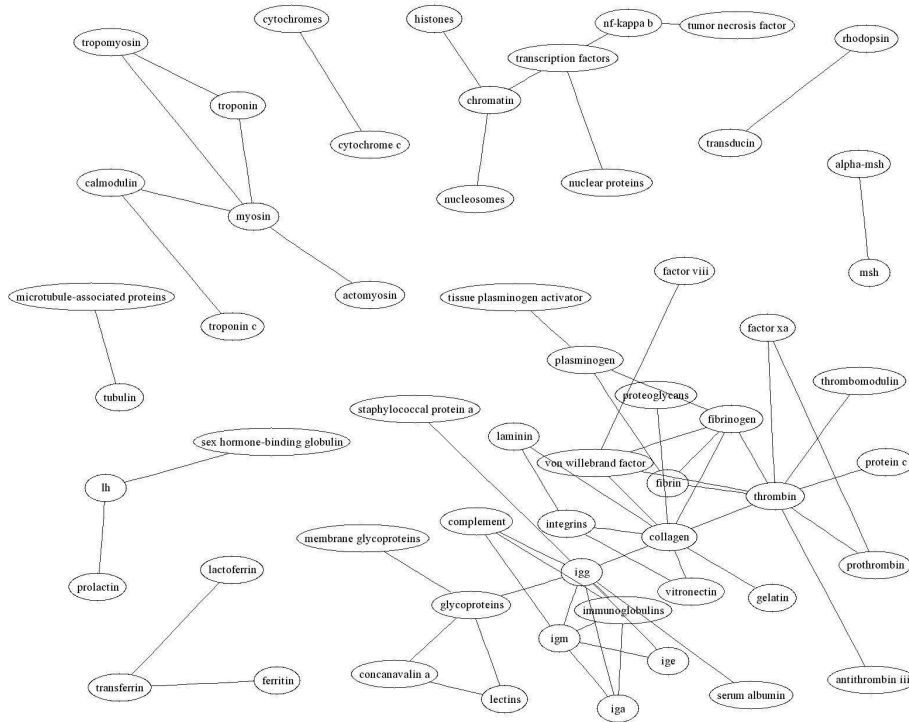 cytochromes
histones
nf-kappa b
tumor necrosis factor
tropomyosin
rhodopsin
transcription factors
chromatin
troponin
cytochrome c
transducin
alpha-msh
calmodulin
nuclear proteins
nucleosomes
myosin
factor viii
msh
microtubule-associated proteins
actomyosin
tissue plasminogen activator
troponin c
factor xa
plasminogen
thrombomodulin
tubulin
proteoglycans
staphylococcal protein a
fibrinogen
sex hormone-binding globulin
laminin
von willebrand factor
protein c
lh
fibrin
thrombin
complement
integrins
membrane glycoproteins
collagen
prothrombin
lactoferrin
igg
prolactin
vitronectin
gelatin
glycoproteins
immunoglobulins
igm
ige
concanavalin a
ferritin
antithrombin iii
transferrin
lectins
serum albumin
iga